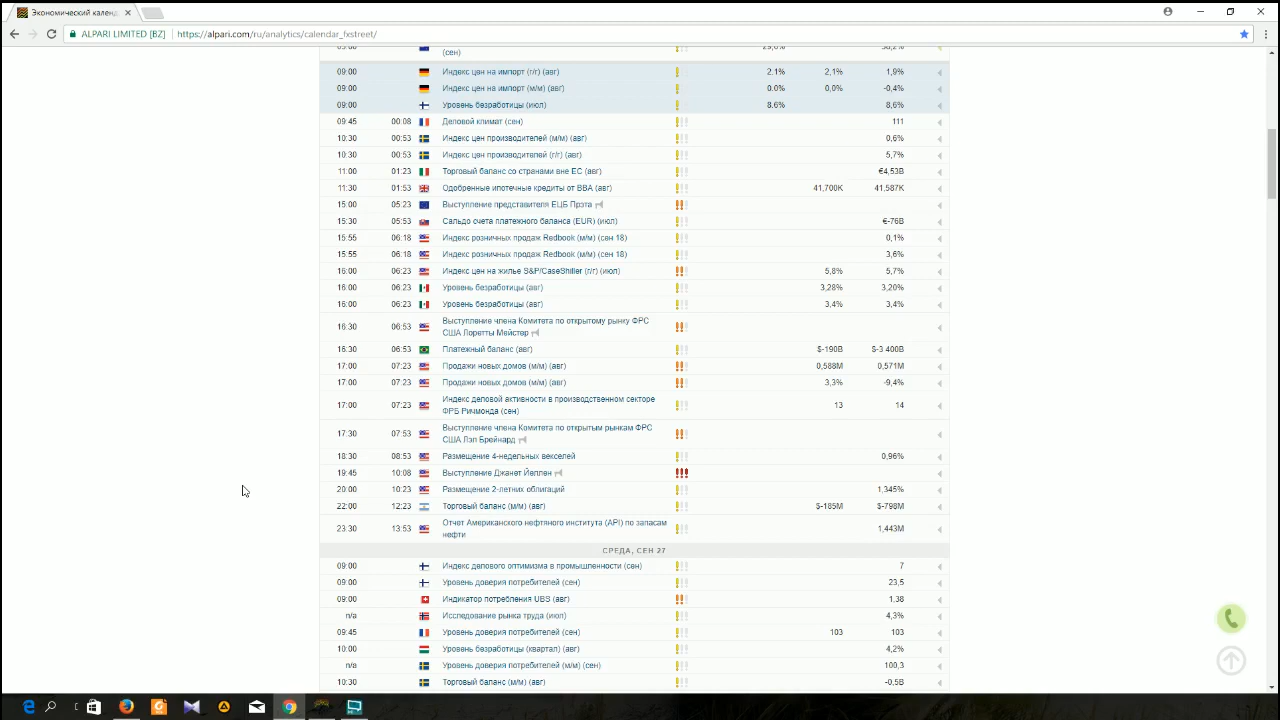 Экономический календ
ALPARI LIMITED [BZ] https://alpari.com/ru/analytics/calendar_fxstreet/
(сен)
09:00 Индекс цен на импорт (г/г) (авг) 2.1% 2,1% 1,9%
09:00 Индекс цен на импорт (м/м) (авг) 0.0% 0,0% -0,4%
09:00 Уровень безработицы (июл) 8.6% 8,6%
09:45 00:08 Деловой климат (сен) 111
10:30 00:53 Индекс цен производителей (м/м) (авг) 0,6%
10:30 00:53 Индекс цен производителей (г/г) (авг) 5,7%
11:00 01:23 Торговый баланс со странами вне ЕС (авг) €4,53B
11:30 01:53 Одобренные ипотечные кредиты от BBA (авг) 41,700K 41,587K
15:00 05:23 Выступление представителя ЕЦБ Прэта
15:30 05:53 Сальдо счета платежного баланса (EUR) (июл) €-76B
15:55 06:18 Индекс розничных продаж Redbook (м/м) (сен 18) 0,1%
15:55 06:18 Индекс розничных продаж Redbook (м/м) (сен 18) 3,6%
16:00 06:23 Индекс цен на жилье S&P/CaseShiller (г/г) (июл) 5,8% 5,7%
16:00 06:23 Уровень безработицы (авг) 3,28% 3,20%
16:00 06:23 Уровень безработицы (авг) 3,4% 3,4%
16:30 06:53 Выступление члена Комитета по открытому рынку ФРС
США Лоретты Мейстер
16:30 06:53 Платежный баланс (авг) $-190B $-3 400B
17:00 07:23 Продажи новых домов (м/м) (авг) 0,588M 0,571M
17:00 07:23 Продажи новых домов (м/м) (авг) 3,3% -9,4%
17:00 07:23 Индекс деловой активности в производственном секторе
ФРБ Ричмонда (сен) 13 14
17:30 07:53 Выступление члена Комитета по открытым рынкам ФРС
США Лэл Брейнард
18:30 08:53 Размещение 4-недельных векселей 0,96%
19:45 10:08 Выступление Джанет Йеллен
20:00 10:23 Размещение 2-летних облигаций 1,345%
22:00 12:23 Торговый баланс (м/м) (авг) $-185M $-798M
23:30 13:53 Отчет Американского нефтяного института (API) по запасам
нефти 1,443M
СРЕДА, СЕН 27
09:00 Индекс делового оптимизма в промышленности (сен) 7
09:00 Уровень доверия потребителей (сен) 23,5
09:00 Индикатор потребления UBS (авг) 1,38
n/a Исследование рынка труда (июл) 4,3%
09:45 Уровень доверия потребителей (сен) 103 103
10:00 Уровень безработицы (квартал) (авг) 4,2%
n/a Уровень доверия потребителей (м/м) (сен) 100,3
10:30 Торговый баланс (м/м) (авг) -0,5B